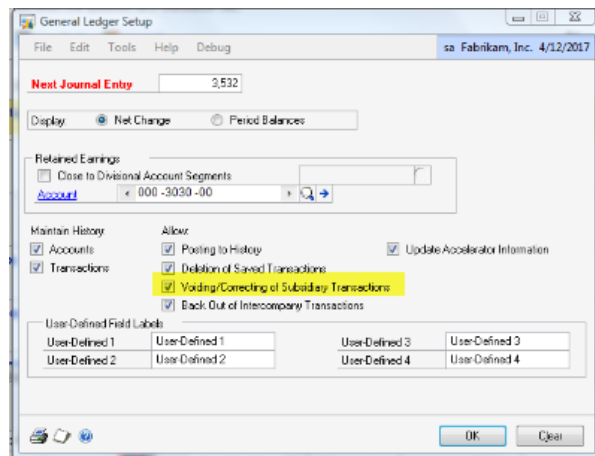 General Ledger Setup
File Edit Tools Help Debug sa Fabrikam, Inc. 4/12/2017
Next Journal Entry 3,532
Display: Net Change Period Balances
Retained Earnings
Close to Divisional Account Segments
Account 000 -3030 -00
Maintain History: Allow:
Accounts Posting to History Update Accelerator Information
Transactions Deletion of Saved Transactions
Voiding/Correcting of Subsidiary Transactions
Back Out of Intercompany Transactions
User-Defined Field Labels
User-Defined 1 User-Defined 1 User-Defined 3 User-Defined 3
User-Defined 2 User-Defined 2 User-Defined 4 User-Defined 4
OK Clear